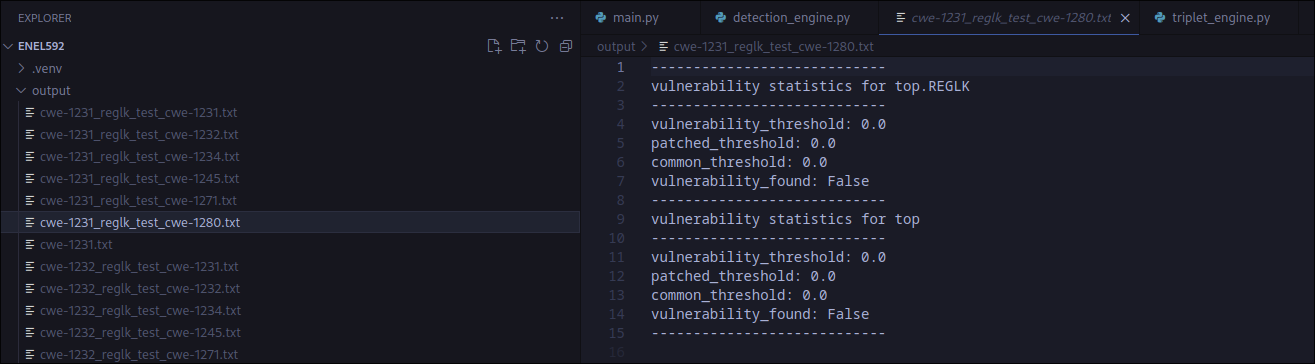 EXPLORER
ENEL592
.venv
output
cwe-1231_reglk_test_cwe-1231.txt
cwe-1231_reglk_test_cwe-1232.txt
cwe-1231_reglk_test_cwe-1234.txt
cwe-1231_reglk_test_cwe-1245.txt
cwe-1231_reglk_test_cwe-1271.txt
cwe-1231_reglk_test_cwe-1280.txt
cwe-1231.txt
cwe-1232_reglk_test_cwe-1231.txt
cwe-1232_reglk_test_cwe-1232.txt
cwe-1232_reglk_test_cwe-1234.txt
cwe-1232_reglk_test_cwe-1245.txt
cwe-1232_reglk_test_cwe-1271.txt
main.py detection_engine.py cwe-1231_reglk_test_cwe-1280.txt triplet_engine.py
output > cwe-1231_reglk_test_cwe-1280.txt
1 ----------------------------
2 vulnerability statistics for top.REGLK
3 ----------------------------
4 vulnerability_threshold: 0.0
5 patched_threshold: 0.0
6 common_threshold: 0.0
7 vulnerability_found: False
8 ----------------------------
9 vulnerability statistics for top
10 ----------------------------
11 vulnerability_threshold: 0.0
12 patched_threshold: 0.0
13 common_threshold: 0.0
14 vulnerability_found: False
15 ----------------------------
16